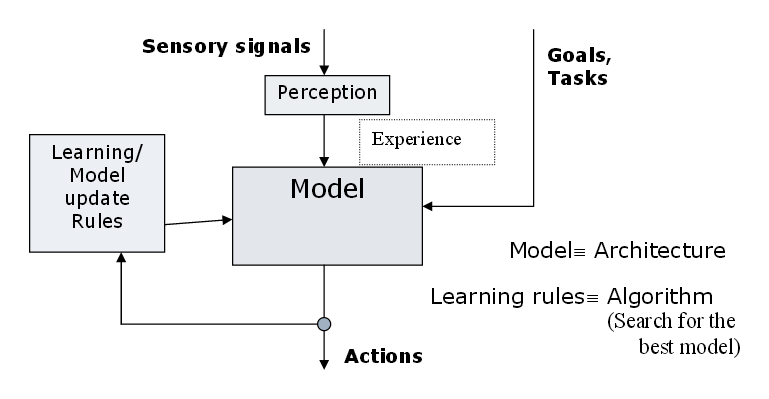 Sensory signals
Goals,
Tasks
Perception
Experience
Learning/
Model
update
Rules
Model
Model≡ Architecture
Learning rules≡ Algorithm
(Search for the
best model)
Actions